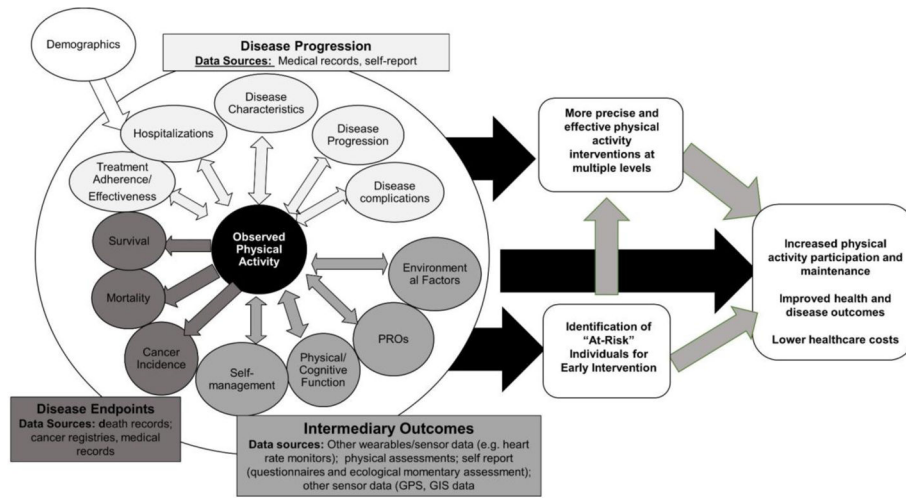 Demographics
Disease Progression
Data Sources: Medical records, self-report
Disease
Characteristics
Hospitalizations
Disease
Progression
Treatment
Adherence/
Effectiveness
Disease
complications
Survival
Observed
Physical
Activity
Environment
al Factors
Mortality
PROs
Cancer
Incidence
Self-
management
Physical/
Cognitive
Function
Disease Endpoints
Data Sources: death records;
cancer registries, medical
records
Intermediary Outcomes
Data sources: Other wearables/sensor data (e.g. heart
rate monitors); physical assessments; self report
(questionnaires and ecological momentary assessment);
other sensor data (GPS, GIS data
More precise and
effective physical
activity
interventions at
multiple levels
Identification of
“At-Risk”
Individuals for
Early Intervention
Increased physical
activity participation and
maintenance
Improved health and
disease outcomes
Lower healthcare costs